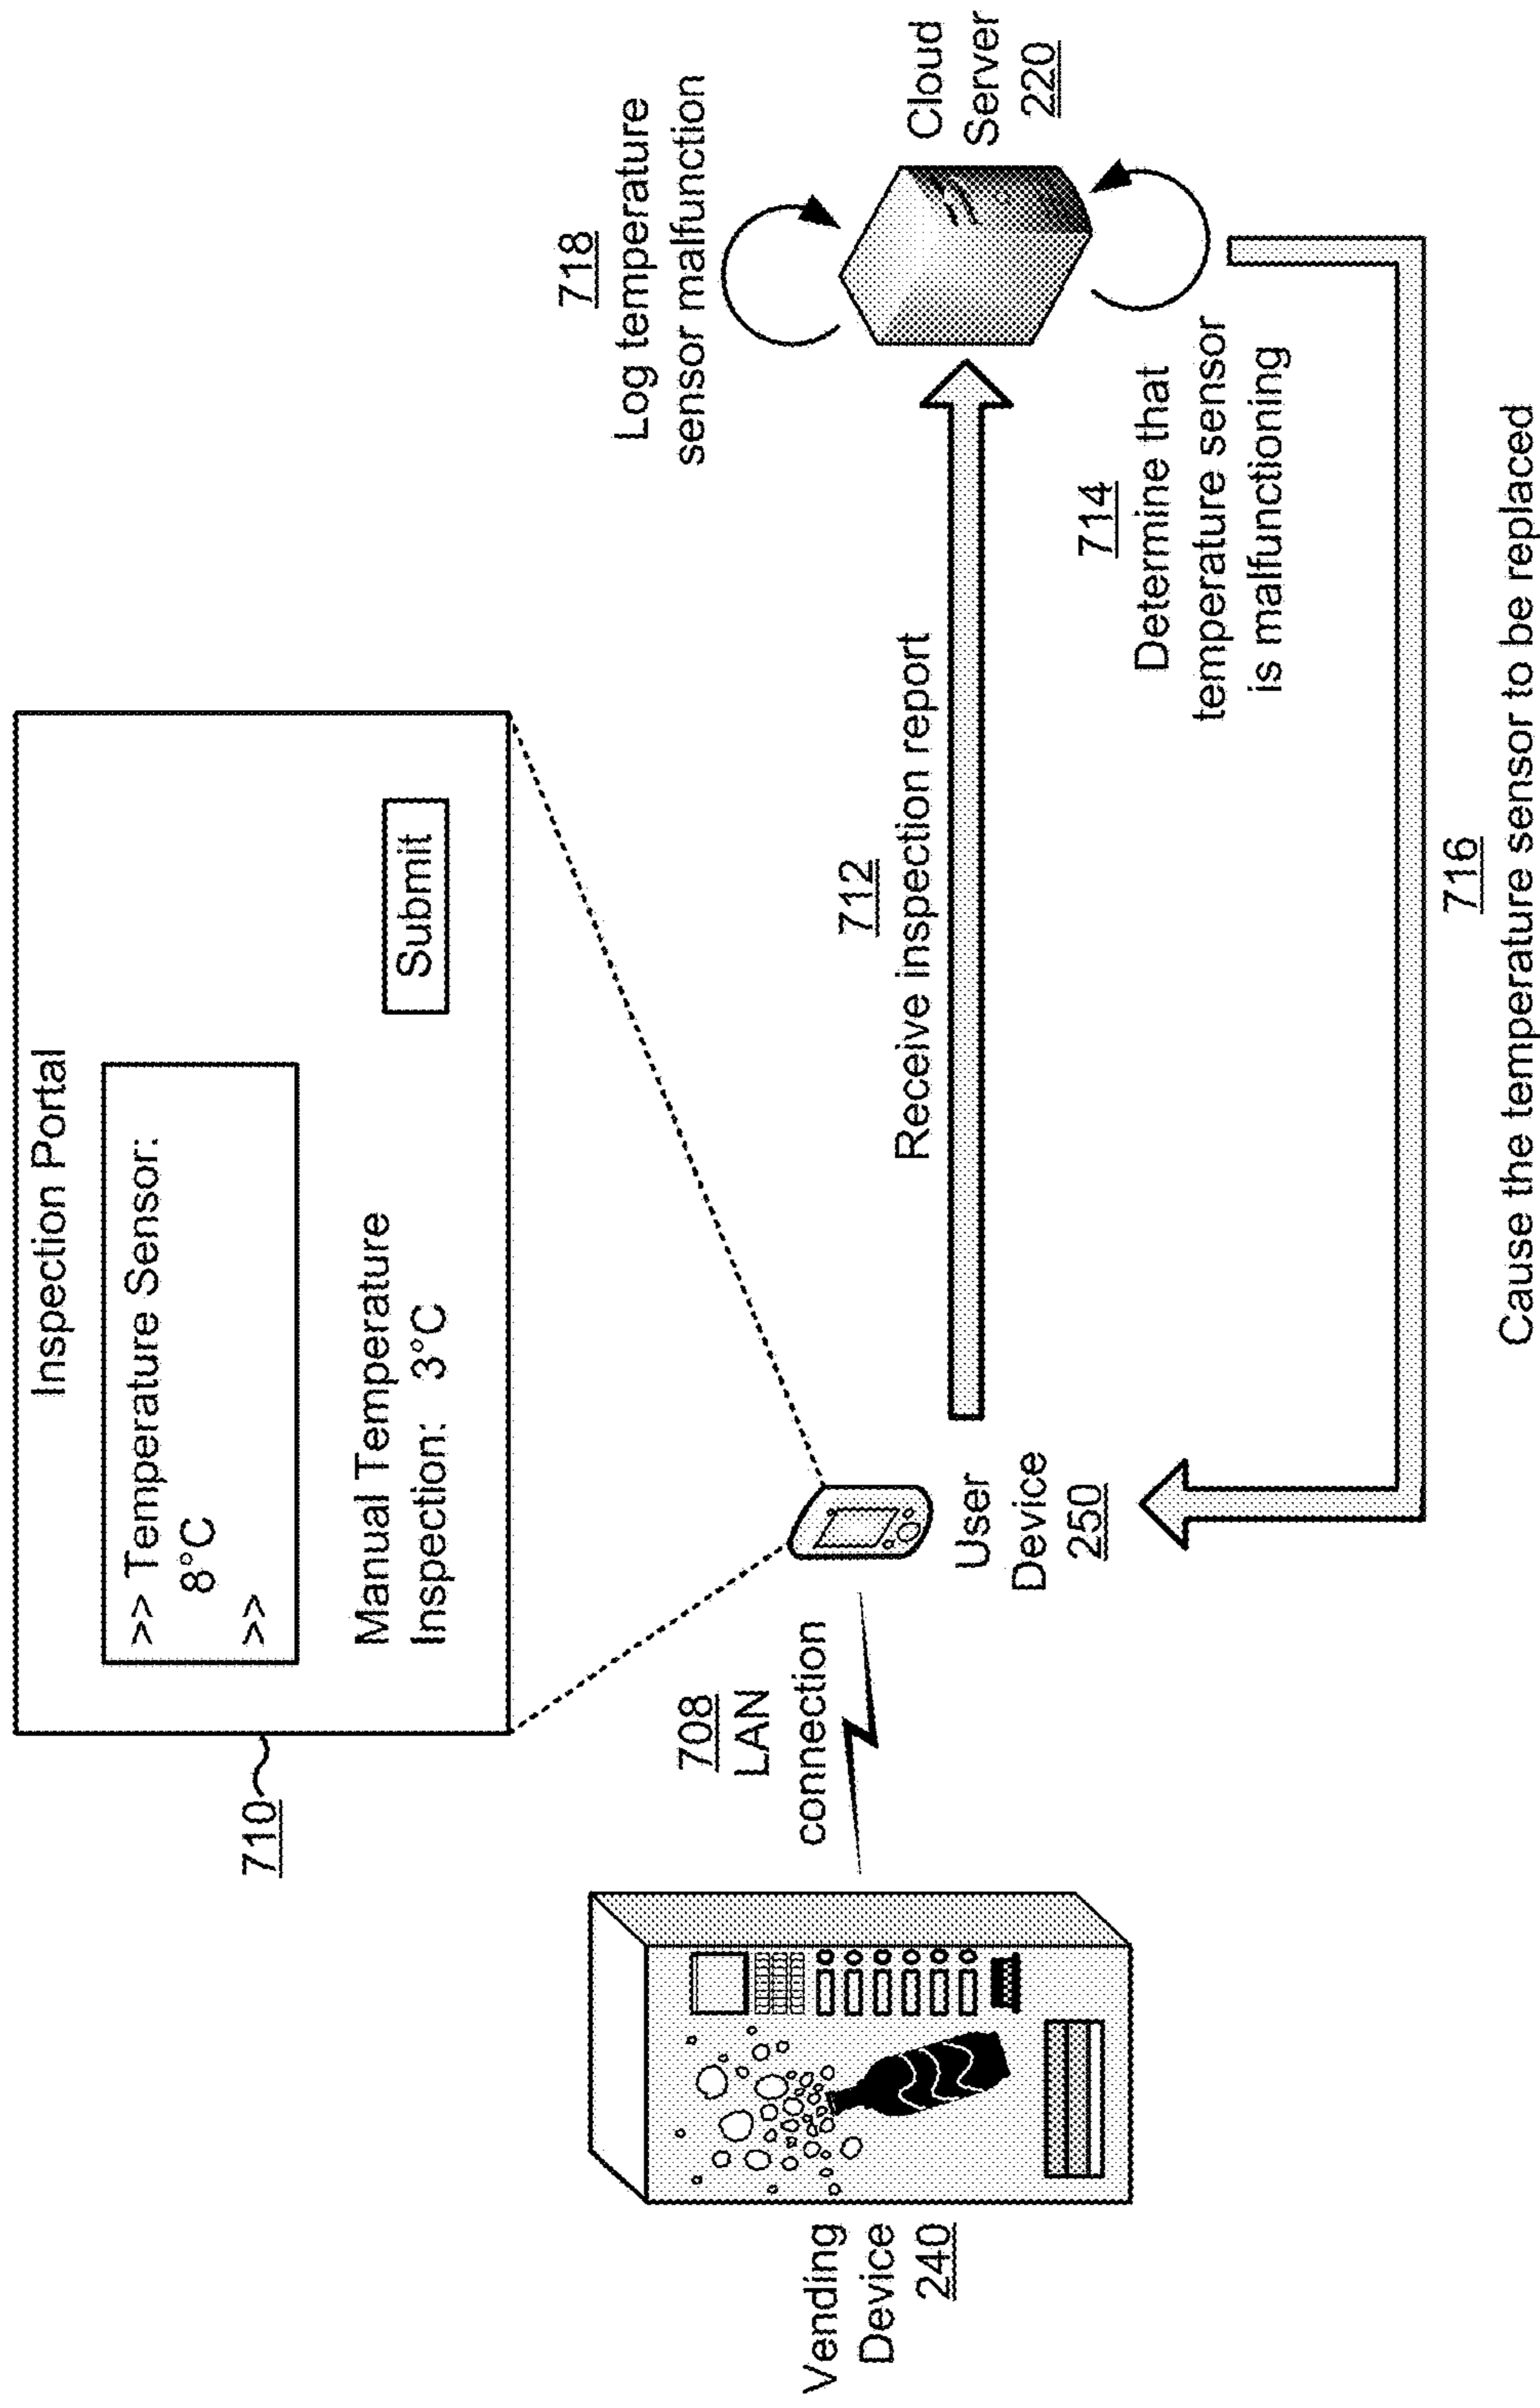 Inspection Portal
>> Temperature Sensor:
8°C
>>
Manual Temperature
Inspection: 3°C
Submit
710
708
LAN
connection
Vending
Device
240
User
Device
250
712
Receive inspection report
718
Log temperature
sensor malfunction
Cloud
Server
220
714
Determine that
temperature sensor
is malfunctioning
716
Cause the temperature sensor to be replaced